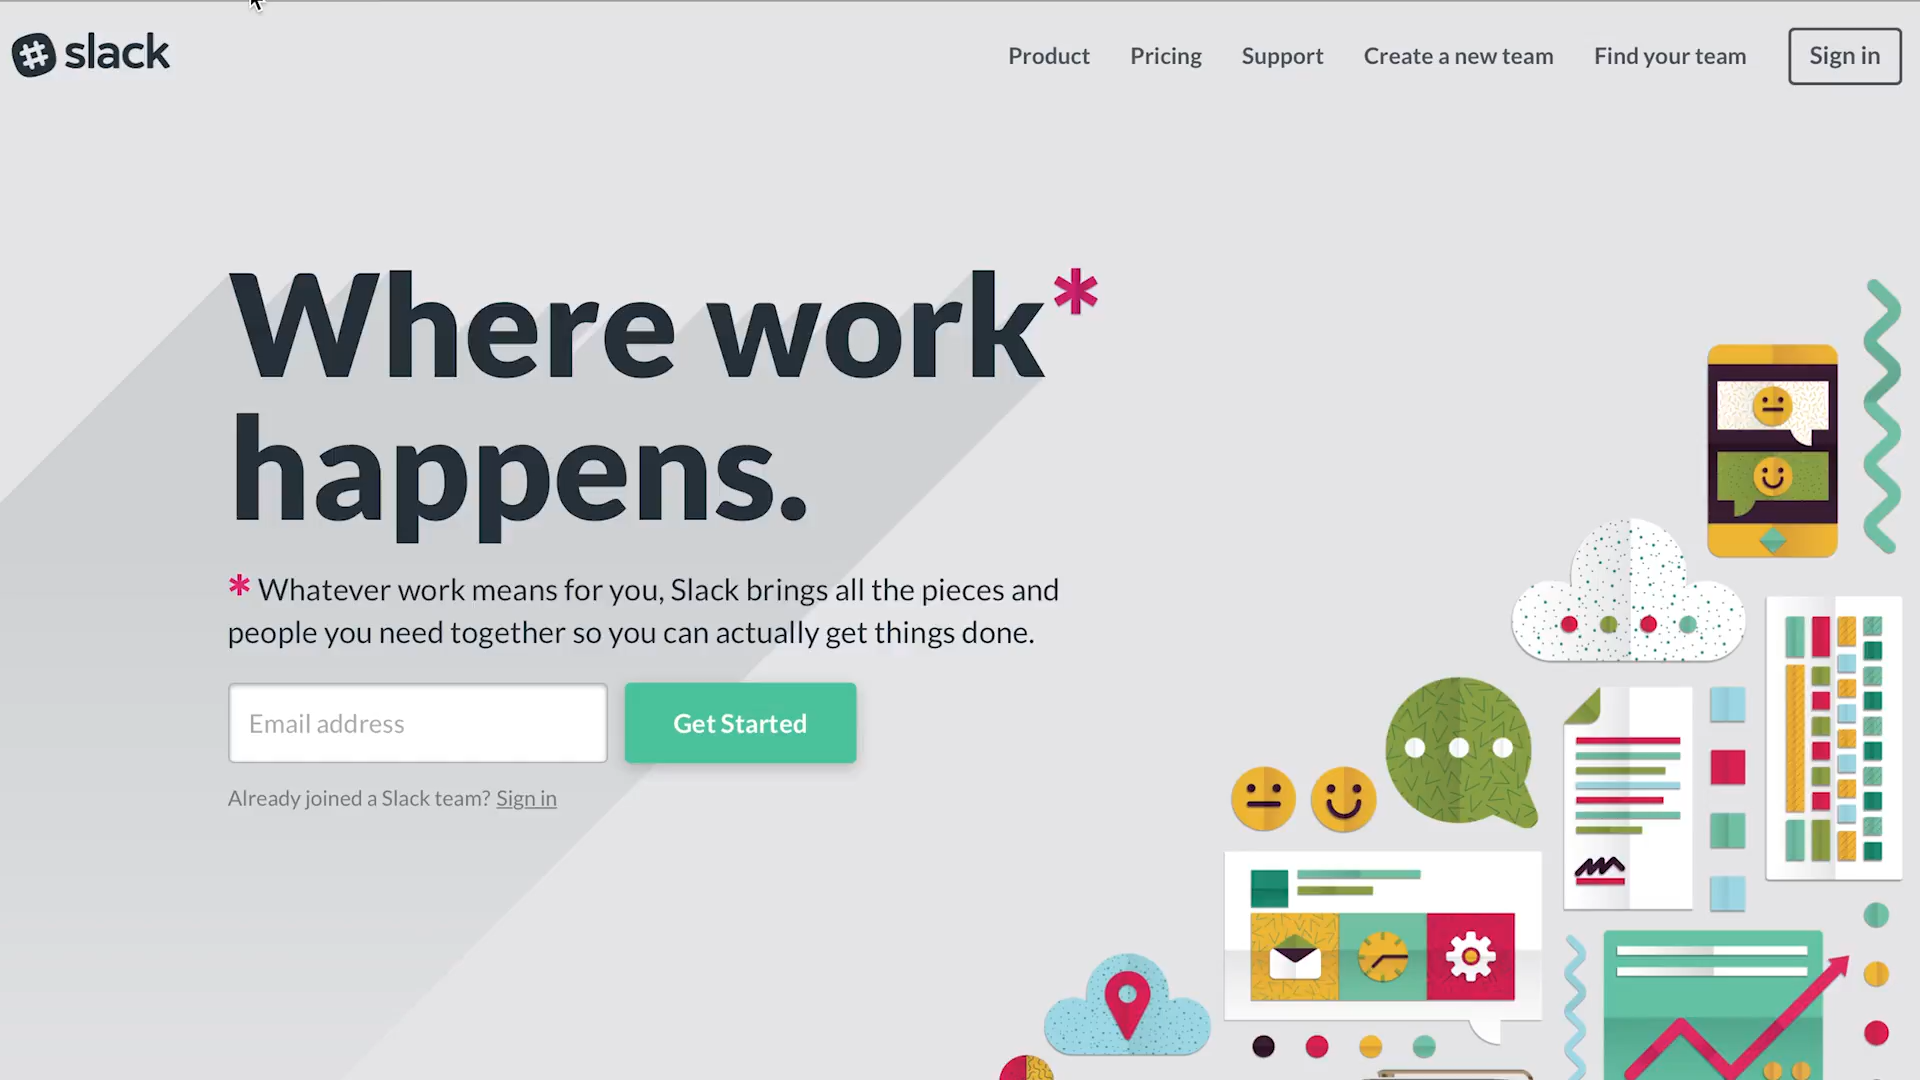 slack
Product
Pricing
Support
Create a new team
Find your team
Sign in
Where work*
happens.
* Whatever work means for you, Slack brings all the pieces and
people you need together so you can actually get things done.
Email address
Get Started
Already joined a Slack team? Sign in